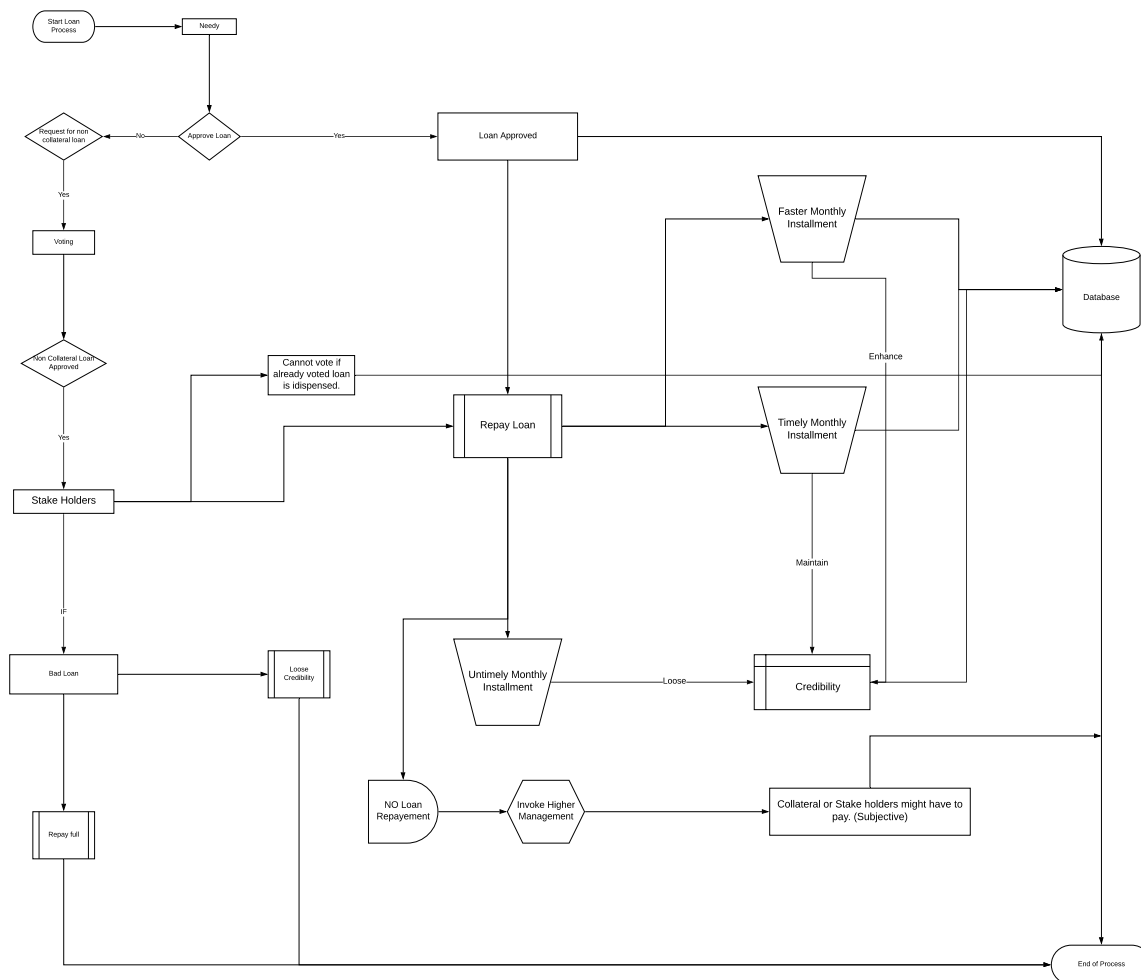 Start Loan
Process
Needy
Request for non
collateral loan
No
Approve Loan
Yes
Loan Approved
Yes
Voting
Faster Monthly
Installment
Database
Non Collateral Loan
Approved
Cannot vote if
already voted loan
is idispensed.
Enhance
Repay Loan
Timely Monthly
Installment
Yes
Stake Holders
Maintain
IF
Bad Loan
Loose
Credibility
Untimely Monthly
Installment
Loose
Credibility
NO Loan
Repayement
Invoke Higher
Management
Collateral or Stake holders might have to
pay. (Subjective)
Repay full
End of Process